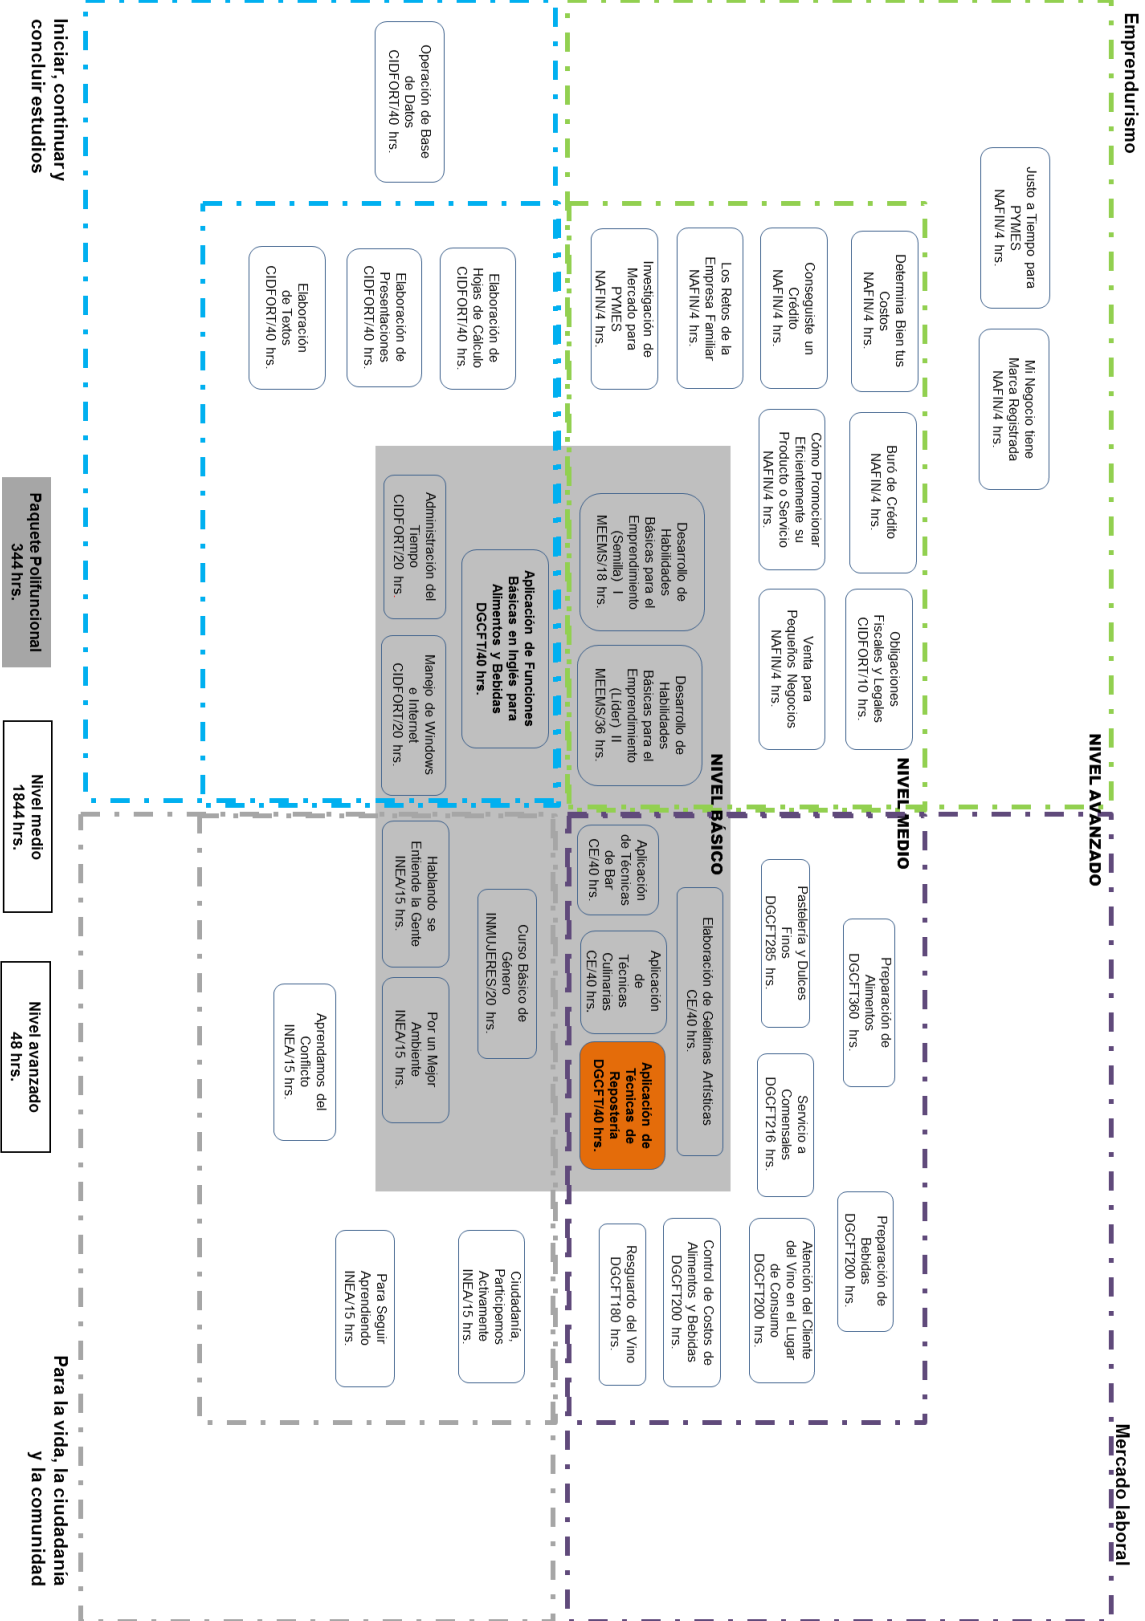 Emprendurismo
Mercado laboral
NIVEL AVANZADO
Justo a Tiempo para
PYMES
NAFIN/4 hrs.
Mi Negocio tiene
Marca Registrada
NAFIN/4 hrs.
NIVEL MEDIO
Determina Bien tus
Costos
NAFIN/4 hrs.
Buró de Crédito
NAFIN/4 hrs.
Obligaciones
Fiscales y Legales
CIDFORT/10 hrs.
Preparación de
Alimentos
DGCFT360 hrs.
Preparación de
Bebidas
DGCFT200 hrs.
Conseguiste un
Crédito
NAFIN/4 hrs.
Cómo Promocionar
Eficientemente su
Producto o Servicio
NAFIN/4 hrs.
Venta para
Pequeños Negocios
NAFIN/4 hrs.
Pastelería y Dulces
Finos
DGCFT285 hrs.
Servicio a
Comensales
DGCFT216 hrs.
Atención del Cliente
del Vino en el Lugar
de Consumo
DGCFT200 hrs.
NIVEL BÁSICO
Los Retos de la
Empresa Familiar
NAFIN/4 hrs.
Elaboración de Gelatinas Artísticas
CE/40 hrs.
Control de Costos de
Alimentos y Bebidas
DGCFT200 hrs.
Investigación de
Mercado para
PYMES
NAFIN/4 hrs.
Desarrollo de
Habilidades
Básicas para el
Emprendimiento
(Semilla) I
MEEMS/18 hrs.
Desarrollo de
Habilidades
Básicas para el
Emprendimiento
(Líder) II
MEEMS/36 hrs.
Aplicación
de Técnicas
de Bar
CE/40 hrs.
Aplicación
de
Técnicas
Culinarias
CE/40 hrs.
Aplicación de
Técnicas de
Repostería
DGCFT/40 hrs.
Resguardo del Vino
DGCFT180 hrs.
Operación de Base
de Datos
CIDFORT/40 hrs.
Elaboración de
Hojas de Cálculo
CIDFORT/40 hrs.
Aplicación de Funciones
Básicas en Inglés para
Alimentos y Bebidas
DGCFT/40 hrs.
Curso Básico de
Género
INMUJERES/20 hrs.
Ciudadanía,
Participemos
Activamente
INEA/15 hrs.
Elaboración de
Presentaciones
CIDFORT/40 hrs.
Administración del
Tiempo
CIDFORT/20 hrs.
Manejo de Windows
e Internet
CIDFORT/20 hrs.
Hablando se
Entiende la Gente
INEA/15 hrs.
Por un Mejor
Ambiente
INEA/15 hrs.
Para Seguir
Aprendiendo
INEA/15 hrs.
Elaboración
de Textos
CIDFORT/40 hrs.
Aprendamos del
Conflicto
INEA/15 hrs.
Iniciar, continuar y
concluir estudios
Para la vida, la ciudadanía
y la comunidad
Paquete Polifuncional
344 hrs.
Nivel medio
1844 hrs.
Nivel avanzado
48 hrs.